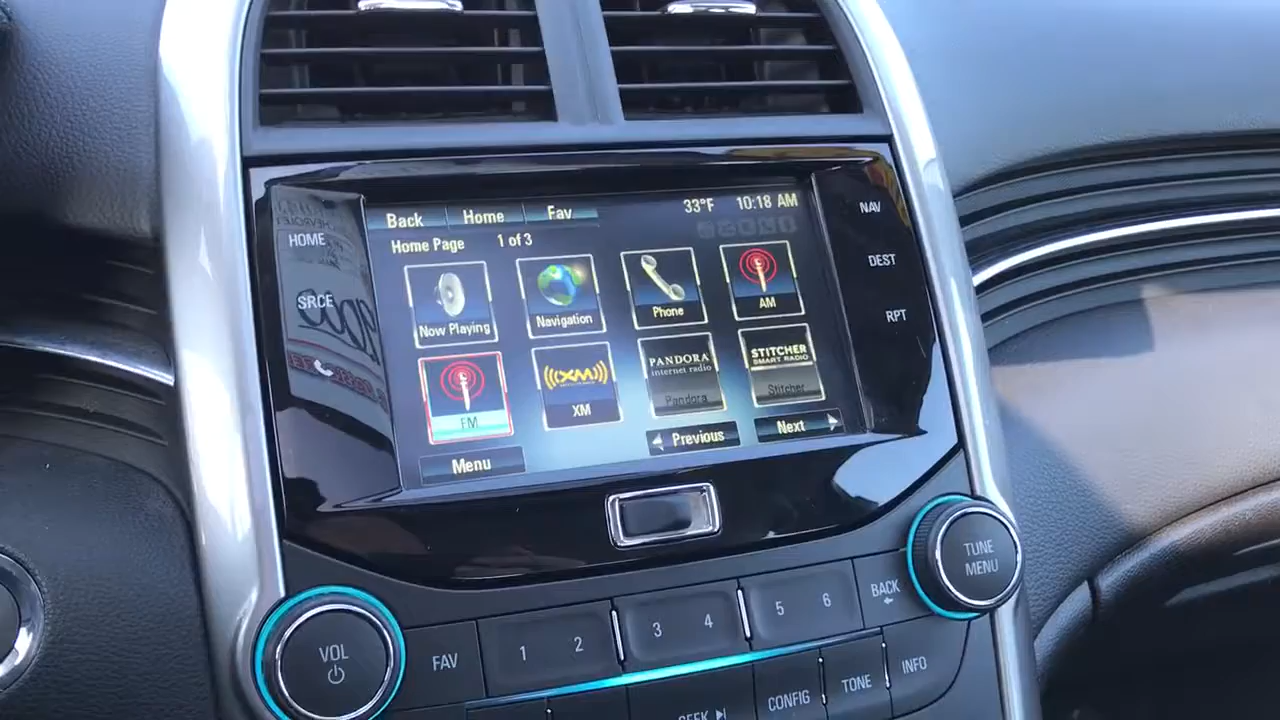 Back Home Fav 33°F 10:18 AM
Home Page 1 of 3
HOME
SRCE
NAV
DEST
RPT
Now Playing
Navigation
Phone
AM
FM
XM
XM
PANDORA
internet radio
Pandora
STITCHER
SMART RADIO
Stitcher
Previous
Next
Menu
VOL
FAV
1 2 3 4 5 6
BACK
TUNE
MENU
SEEK
CONFIG
TONE
INFO